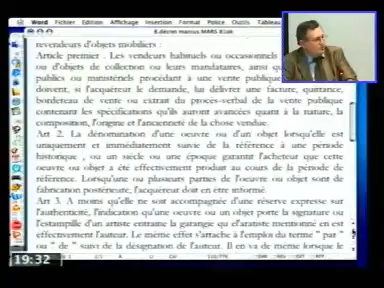 Word Fichier Edition Affichage Insertion Format Police Outils Tableau
8.décret marcus MARS 81.ok
revendeurs d'objets mobiliers :
Article premier . Les vendeurs habituels ou occasionnels
ou d'objets de collection ou leurs mandataires, ainsi que
publics ou ministériels procédant à une vente publique
doivent, si l'acquéreur le demande, lui délivrer une facture, quittance,
bordereau de vente ou extrait du procès-verbal de la vente publique
contenant les spécifications qu'ils auront avancées quant à la nature, la
composition, l'origine et l'ancienneté de la chose vendue.
Art 2. La dénomination d'une oeuvre ou d'un objet lorsqu'elle est
uniquement et immédiatement suivie de la référence à une période
historique , ou un siècle ou une époque garantit l'acheteur que cette
oeuvre ou objet a été effectivement produit au cours de la période de
référence. Lorsqu'une ou plusieurs parties de l'oeuvre ou objet sont de
fabrication postérieure, l'acquéreur doit en être informé.
Art 3. A moins qu'elle ne soit accompagnée d'une réserve expresse sur
l'authenticité, l'indication qu'une oeuvre ou un objet porte la signature ou
l'estampille d'un artiste entraîne la garantie que l'artiste mentionné en est
effectivement l'auteur. Le même effet s'attache à l'emploi du terme " par "
ou " de " suivi de la désignation de l'auteur. Il en va de même lorsque le
19:32